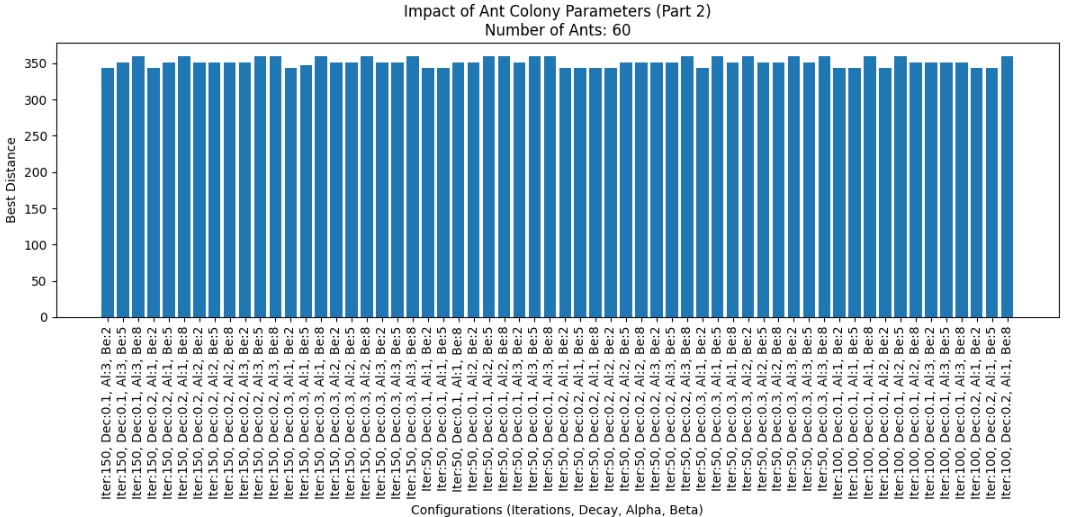 Impact of Ant Colony Parameters (Part 2)
Number of Ants: 60
Best Distance
350
300
250
200
150
100
50
0
Iter:150, Dec:0.1, Al:3, Be:2
Iter:150, Dec:0.1, Al:3, Be:5
Iter:150, Dec:0.1, Al:3, Be:8
Iter:150, Dec:0.2, Al:1, Be:2
Iter:150, Dec:0.2, Al:1, Be:5
Iter:150, Dec:0.2, Al:1, Be:8
Iter:150, Dec:0.2, Al:2, Be:2
Iter:150, Dec:0.2, Al:2, Be:5
Iter:150, Dec:0.2, Al:2, Be:8
Iter:150, Dec:0.2, Al:3, Be:2
Iter:150, Dec:0.2, Al:3, Be:5
Iter:150, Dec:0.2, Al:3, Be:8
Iter:150, Dec:0.3, Al:1, Be:2
Iter:150, Dec:0.3, Al:1, Be:5
Iter:150, Dec:0.3, Al:1, Be:8
Iter:150, Dec:0.3, Al:2, Be:2
Iter:150, Dec:0.3, Al:2, Be:5
Iter:150, Dec:0.3, Al:2, Be:8
Iter:150, Dec:0.3, Al:3, Be:2
Iter:150, Dec:0.3, Al:3, Be:5
Iter:150, Dec:0.3, Al:3, Be:8
Iter:50, Dec:0.1, Al:1, Be:2
Iter:50, Dec:0.1, Al:1, Be:5
Iter:50, Dec:0.1, Al:1, Be:8
Iter:50, Dec:0.1, Al:2, Be:2
Iter:50, Dec:0.1, Al:2, Be:5
Iter:50, Dec:0.1, Al:2, Be:8
Iter:50, Dec:0.1, Al:3, Be:2
Iter:50, Dec:0.1, Al:3, Be:5
Iter:50, Dec:0.1, Al:3, Be:8
Iter:50, Dec:0.2, Al:1, Be:2
Iter:50, Dec:0.2, Al:1, Be:5
Iter:50, Dec:0.2, Al:1, Be:8
Iter:50, Dec:0.2, Al:2, Be:2
Iter:50, Dec:0.2, Al:2, Be:5
Iter:50, Dec:0.2, Al:2, Be:8
Iter:50, Dec:0.2, Al:3, Be:2
Iter:50, Dec:0.2, Al:3, Be:5
Iter:50, Dec:0.2, Al:3, Be:8
Iter:50, Dec:0.3, Al:1, Be:2
Iter:50, Dec:0.3, Al:1, Be:5
Iter:50, Dec:0.3, Al:1, Be:8
Iter:50, Dec:0.3, Al:2, Be:2
Iter:50, Dec:0.3, Al:2, Be:5
Iter:50, Dec:0.3, Al:2, Be:8
Iter:50, Dec:0.3, Al:3, Be:2
Iter:50, Dec:0.3, Al:3, Be:5
Iter:50, Dec:0.3, Al:3, Be:8
Iter:100, Dec:0.1, Al:1, Be:2
Iter:100, Dec:0.1, Al:1, Be:5
Iter:100, Dec:0.1, Al:1, Be:8
Iter:100, Dec:0.1, Al:2, Be:2
Iter:100, Dec:0.1, Al:2, Be:5
Iter:100, Dec:0.1, Al:2, Be:8
Iter:100, Dec:0.1, Al:3, Be:2
Iter:100, Dec:0.1, Al:3, Be:5
Iter:100, Dec:0.1, Al:3, Be:8
Iter:100, Dec:0.2, Al:1, Be:2
Iter:100, Dec:0.2, Al:1, Be:5
Iter:100, Dec:0.2, Al:1, Be:8
Configurations (Iterations, Decay, Alpha, Beta)